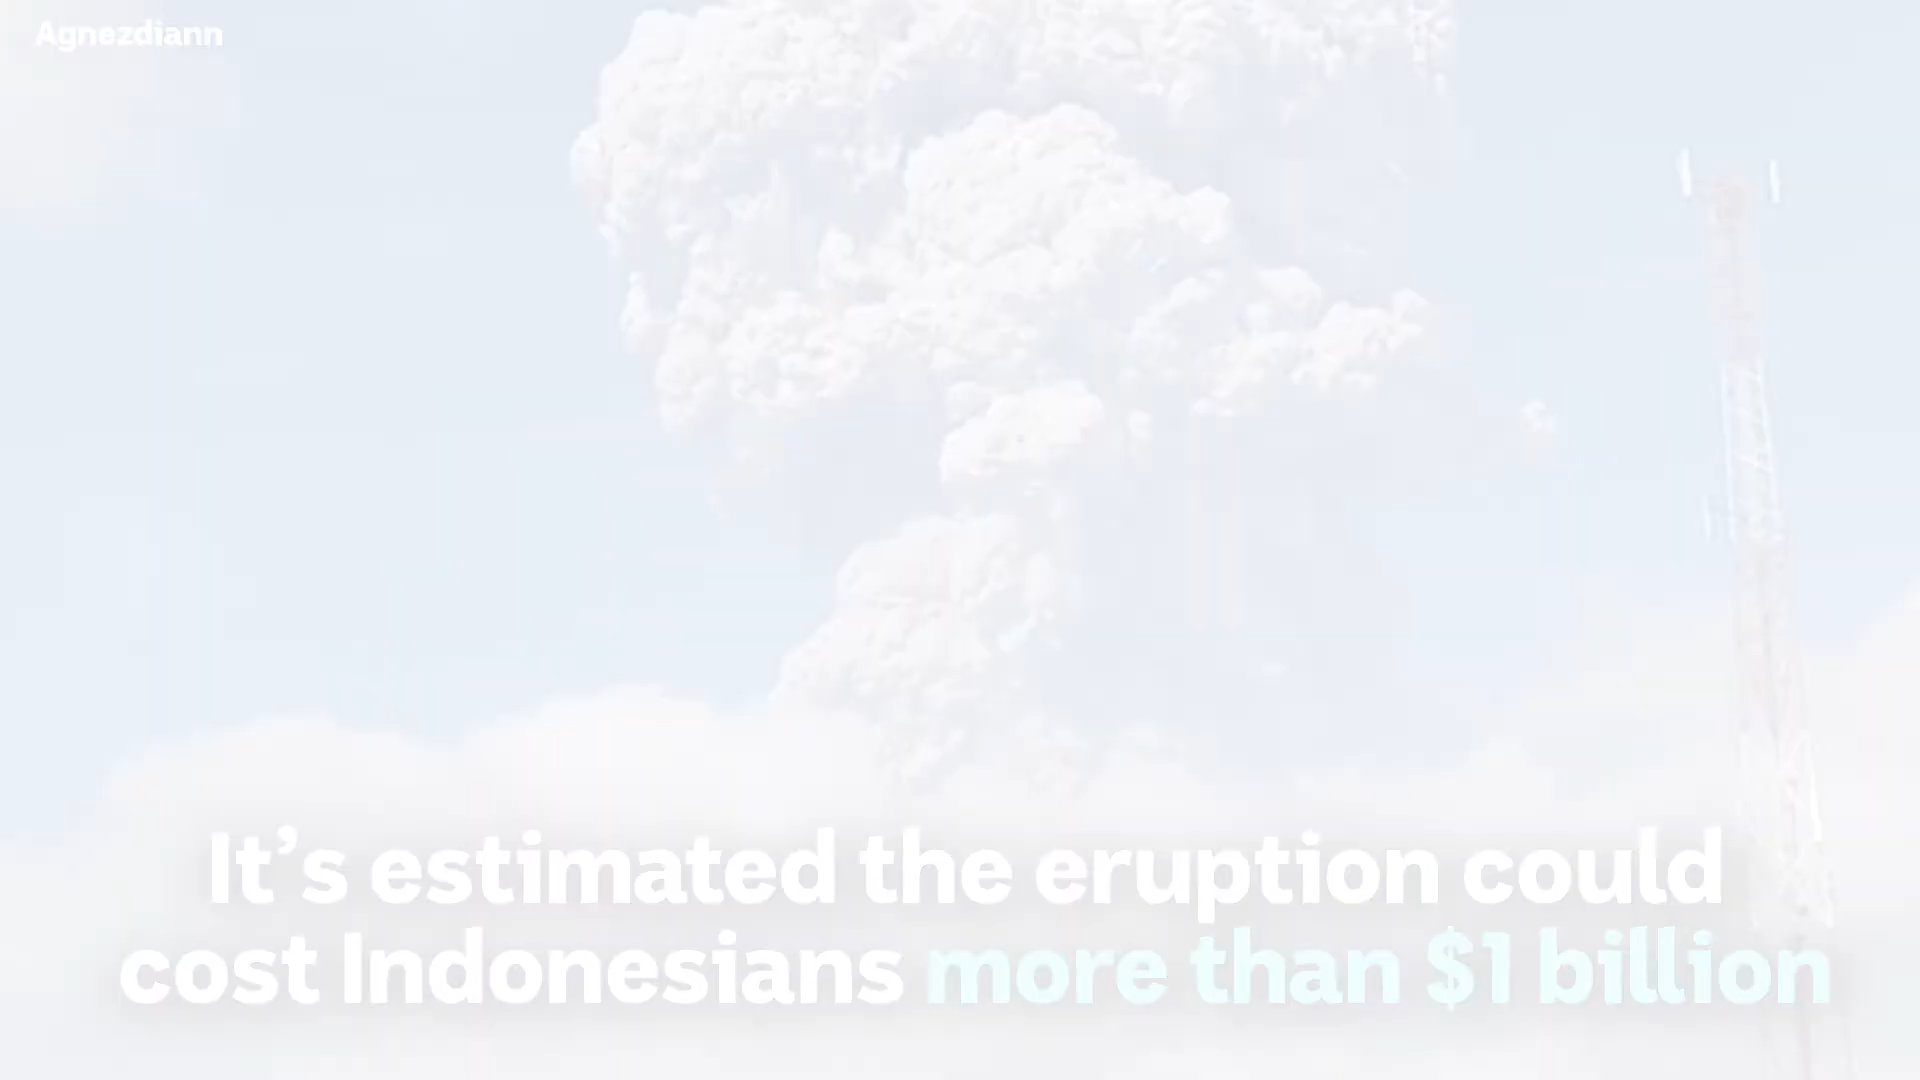 Agnezdiann
It’s estimated the eruption could
cost Indonesians more than $1 billion